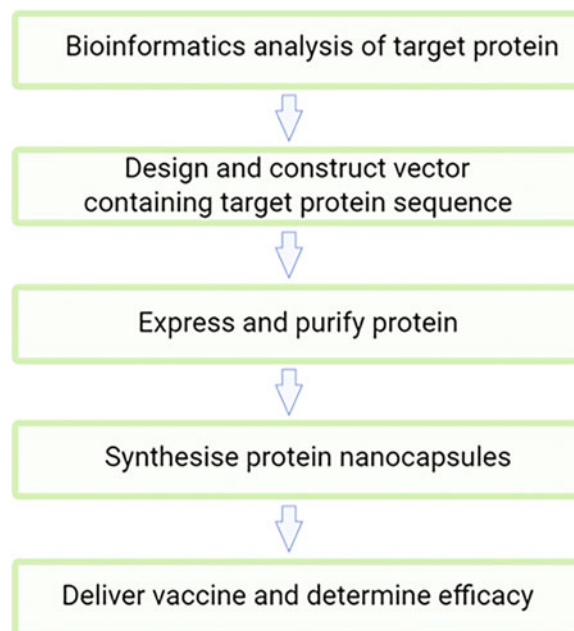 Bioinformatics analysis of target protein
Design and construct vector
containing target protein sequence
Express and purify protein
Synthesise protein nanocapsules
Deliver vaccine and determine efficacy